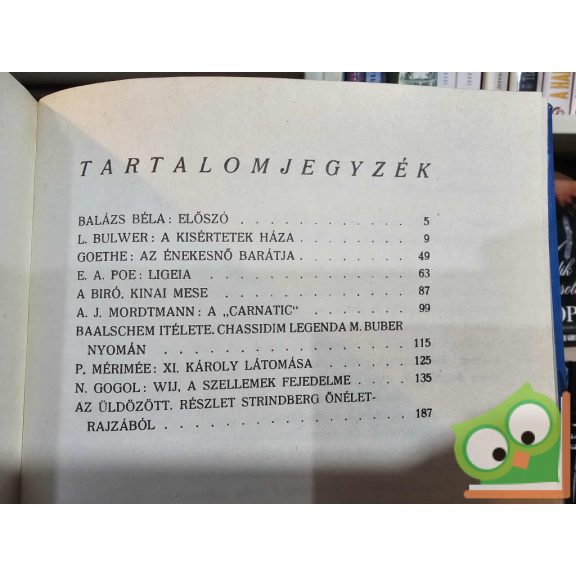 TARTALOMJEGYZÉK
BALÁZS BÉLA: ELŐSZÓ . . . . . . . . . . . 5
L. BULWER: A KISÉRTETEK HÁZA . . . . . . . 9
GOETHE: AZ ÉNEKESNŐ BARÁTJA . . . . . . . 49
E. A. POE: LIGEIA . . . . . . . . . . . . 63
A BIRÓ, KINAI MESE . . . . . . . . . . . 87
A. J. MORDTMANN: A „CARNATIC" . . . . . . 99
BAALSCHEM ITÉLETE, CHASSIDIM LEGENDA M. BUBER
NYOMÁN . . . . . . . . . . . . . . . 115
P. MÉRIMÉE: XI. KÁROLY LÁTOMÁSA . . . . . 125
N. GOGOL: WIJ, A SZELLEMEK FEJEDELME . . . 135
AZ ÜLDÖZÖTT. RÉSZLET STRINDBERG ÖNÉLET-
RAJZÁBÓL . . . . . . . . . . . . . . 187